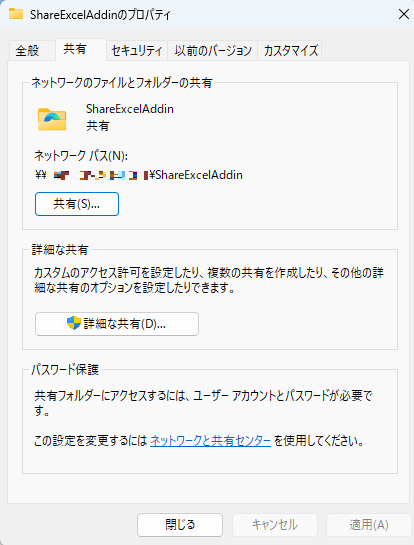 ShareExcelAddinのプロパティ
全般 共有 セキュリティ 以前のバージョン カスタマイズ
ネットワークのファイルとフォルダーの共有
ShareExcelAddin
共有
ネットワーク パス(N):
¥¥ ¥ShareExcelAddin
共有(S)...
詳細な共有
カスタムのアクセス許可を設定したり、複数の共有を作成したり、その他の詳
細な共有のオプションを設定したりできます。
詳細な共有(D)...
パスワード保護
共有フォルダーにアクセスするには、ユーザー アカウントとパスワードが必要で
す。
この設定を変更するには ネットワークと共有センター を使用してください。
閉じる キャンセル 適用(A)